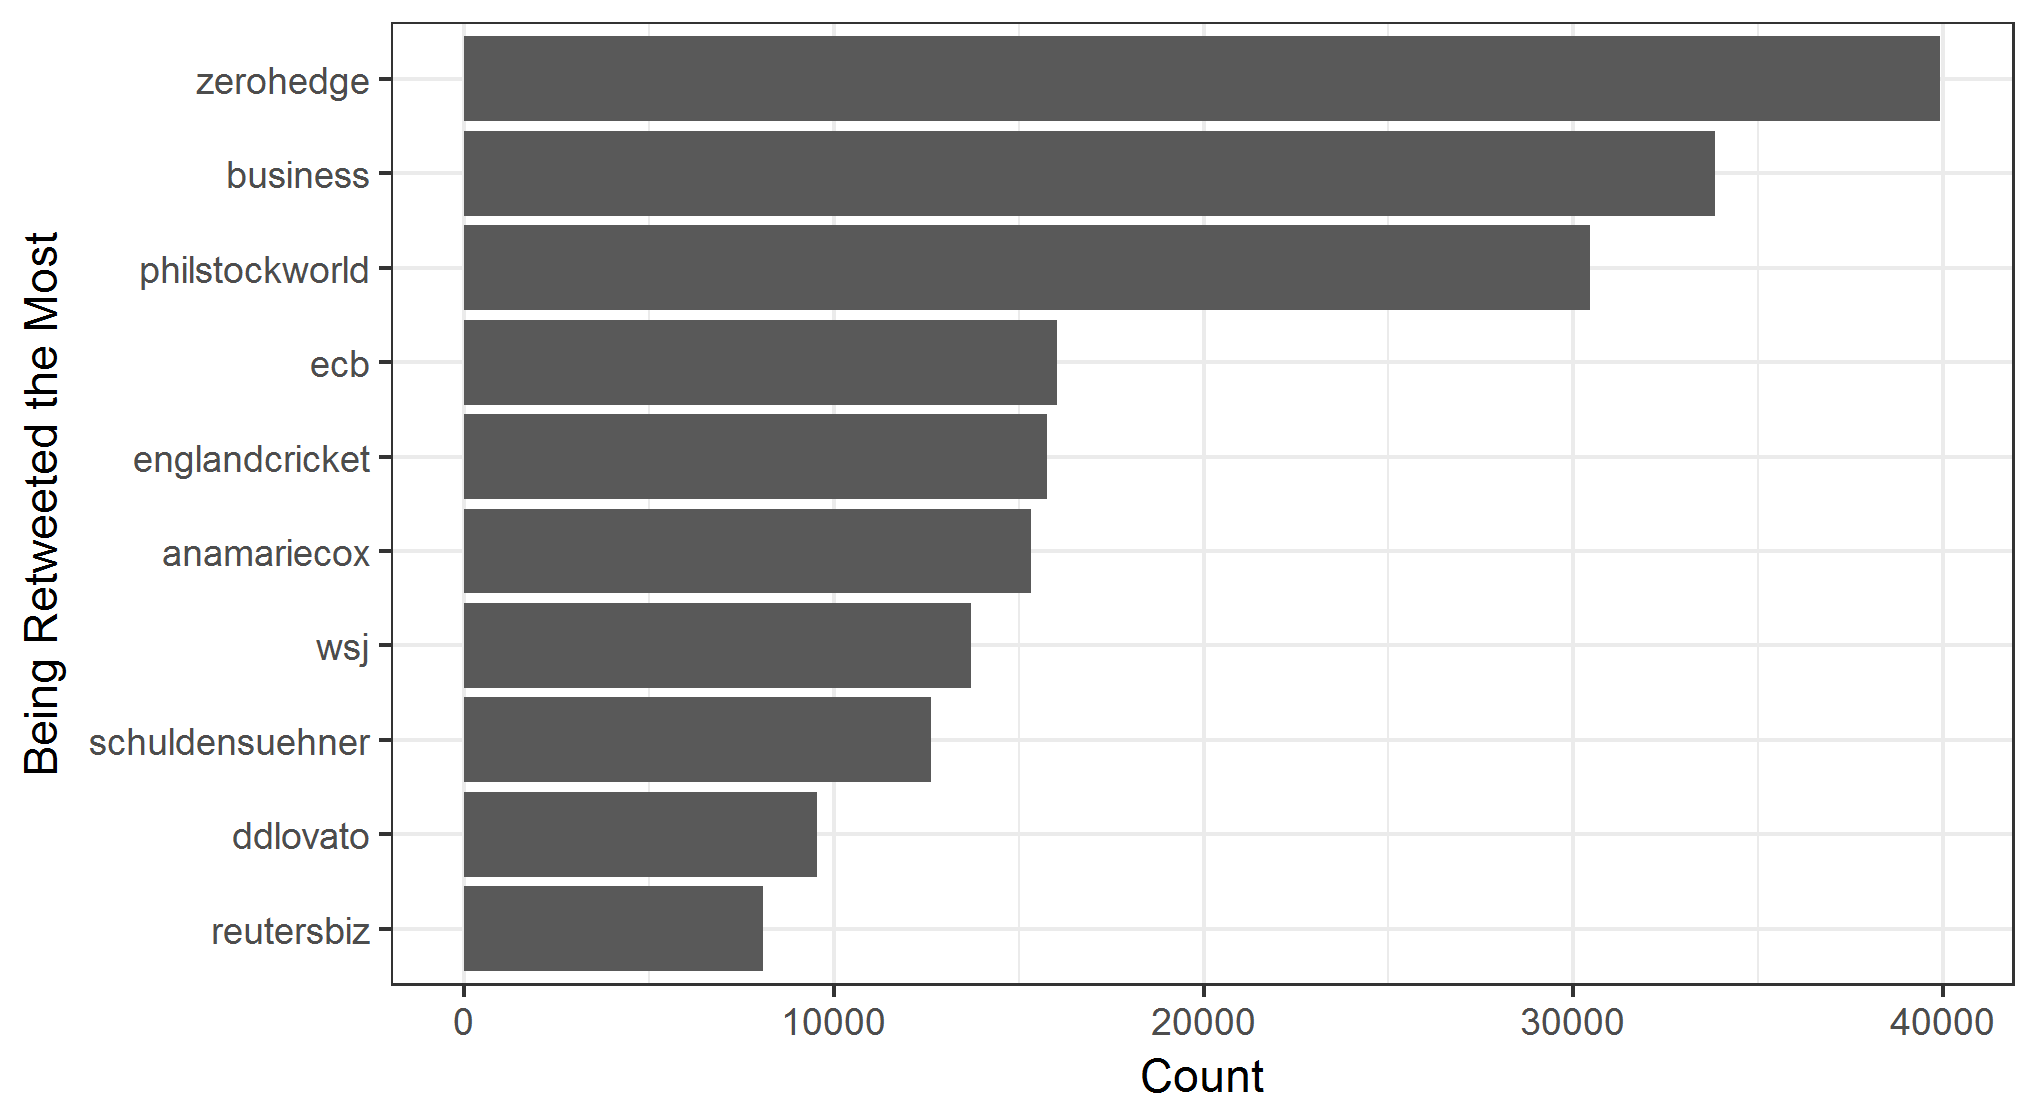 Being Retweeted the Most
zerohedge
business
philstockworld
ecb
englandcricket
anamariecox
wsj
schuldensuehner
ddlovato
reutersbiz
0 10000 20000 30000 40000
Count